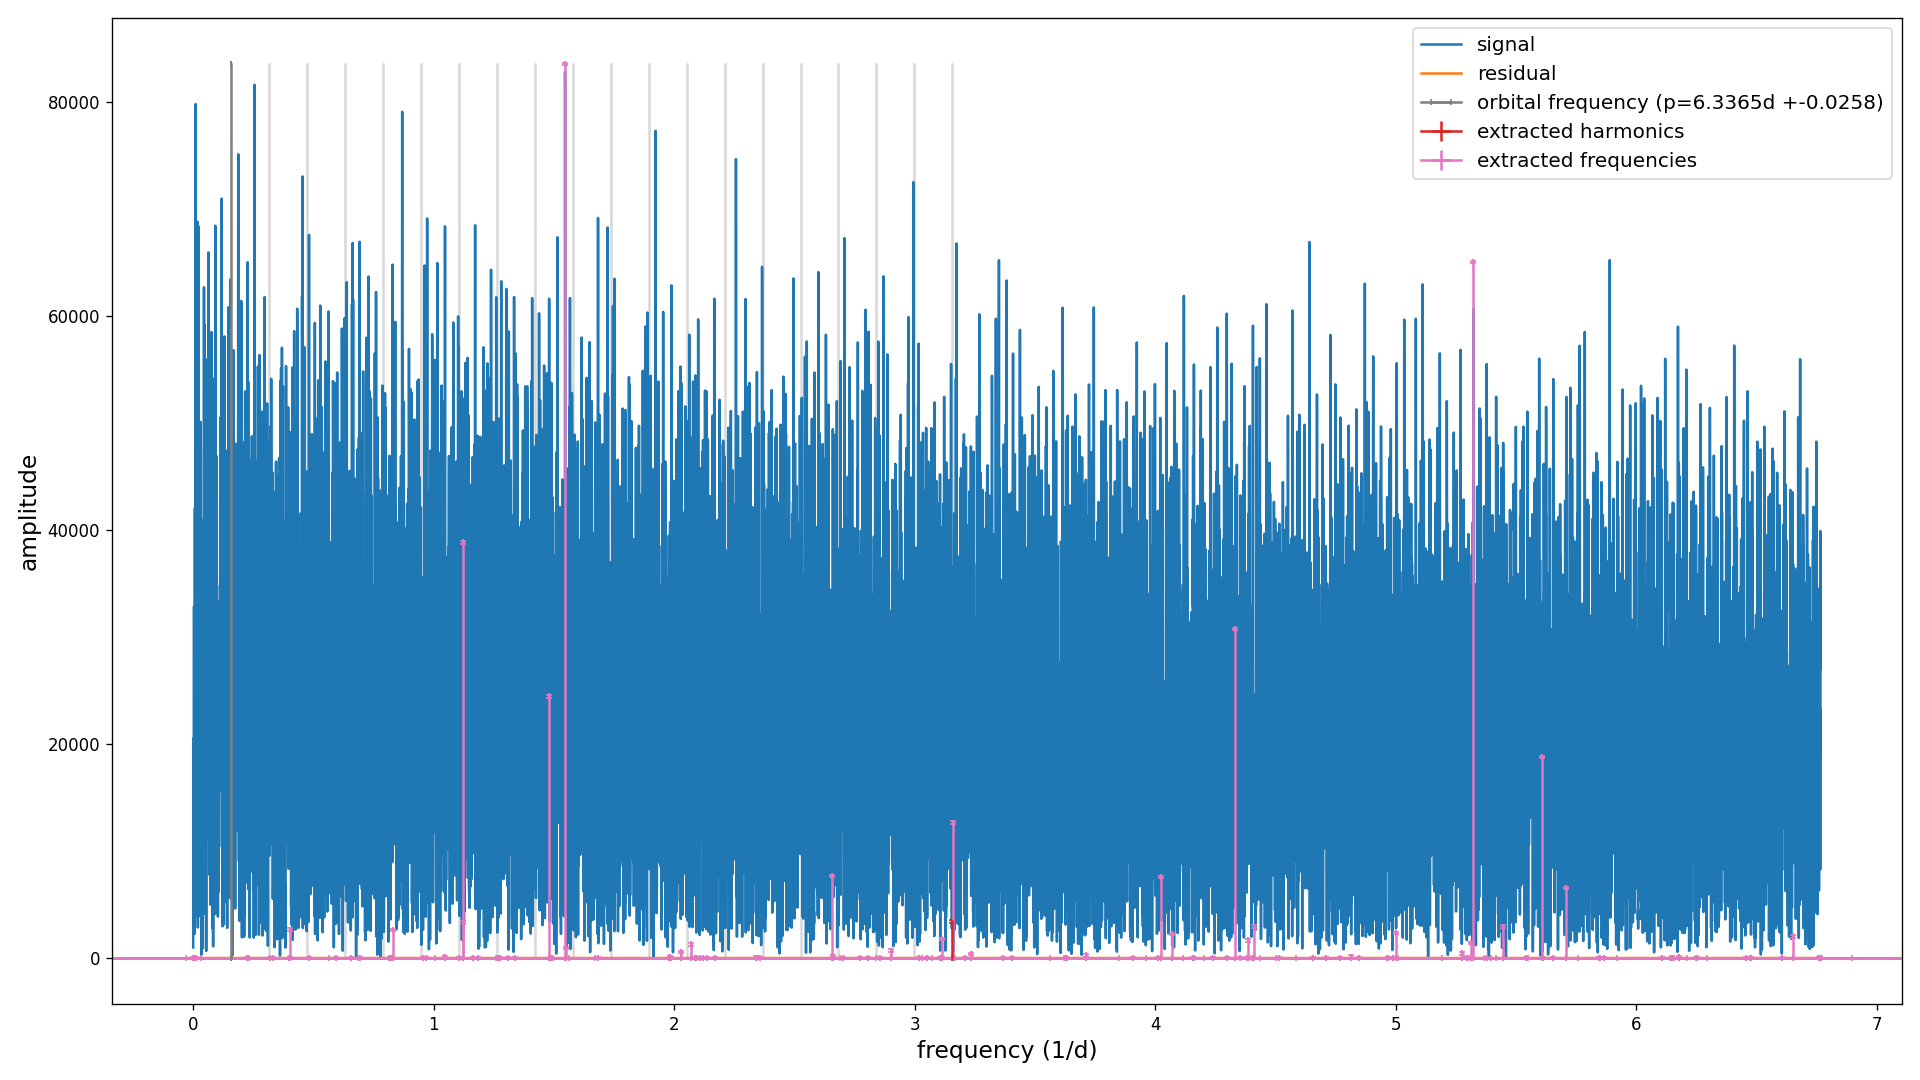 signal
residual
orbital frequency (p=6.3365d +-0.0258)
extracted harmonics
extracted frequencies
80000
60000
40000
20000
0
amplitude
0 1 2 3 4 5 6 7
frequency (1/d)